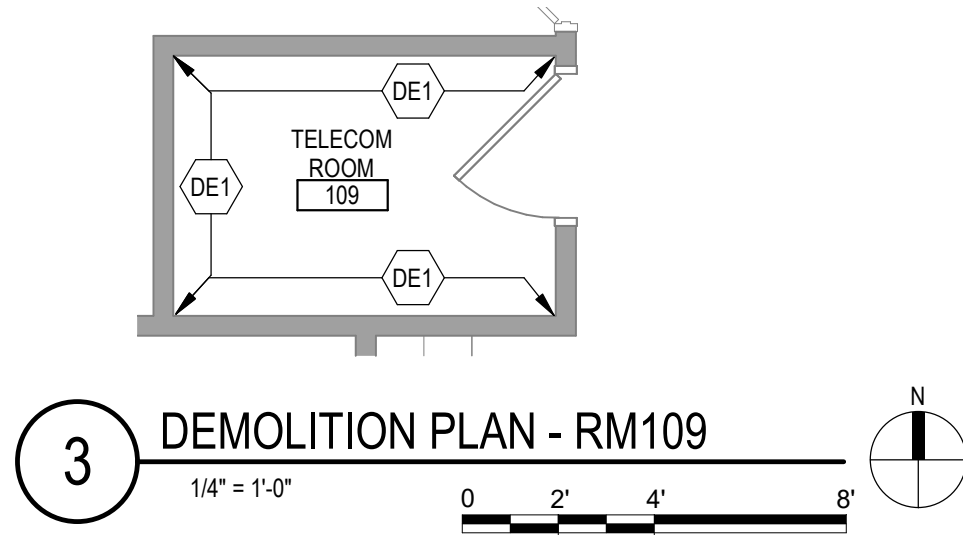 DE1
TELECOM
ROOM
109
DE1
DE1
3
DEMOLITION PLAN - RM109
1/4" = 1'-0"
0 2' 4' 8'
N